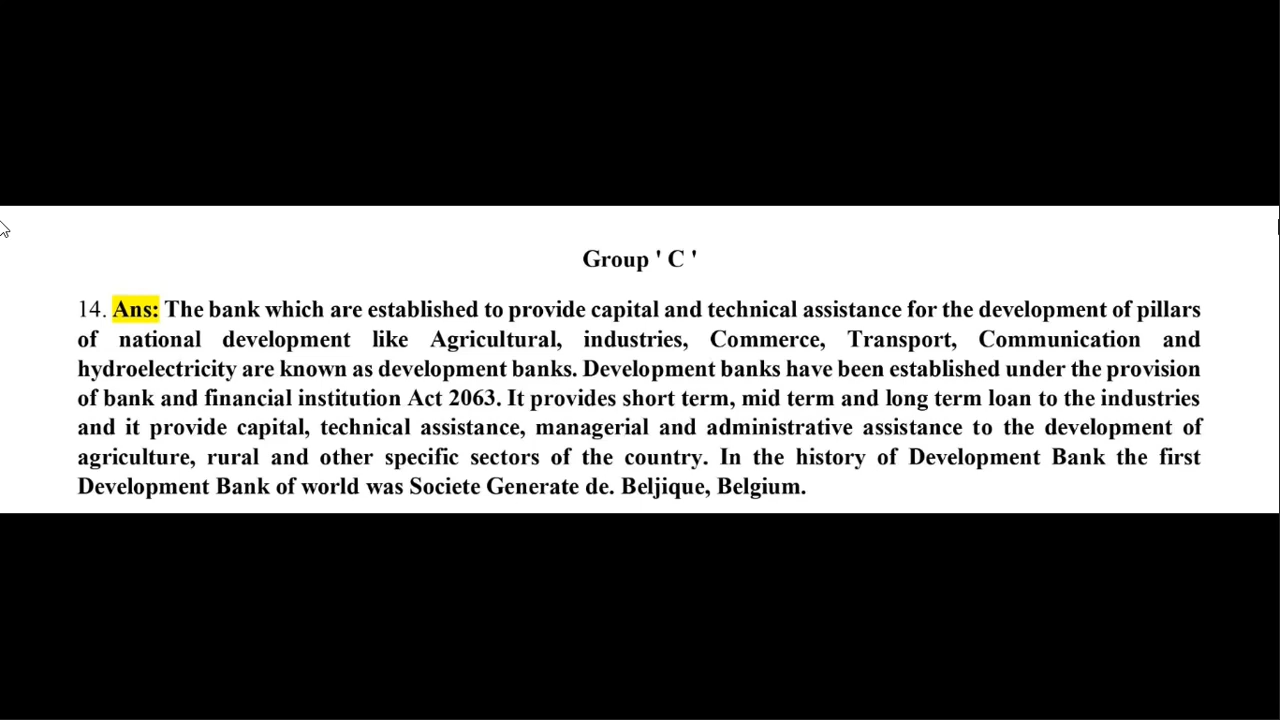 Group ' C '
14. Ans: The bank which are established to provide capital and technical assistance for the development of pillars
of national development like Agricultural, industries, Commerce, Transport, Communication and
hydroelectricity are known as development banks. Development banks have been established under the provision
of bank and financial institution Act 2063. It provides short term, mid term and long term loan to the industries
and it provide capital, technical assistance, managerial and administrative assistance to the development of
agriculture, rural and other specific sectors of the country. In the history of Development Bank the first
Development Bank of world was Societe Generate de. Beljique, Belgium.